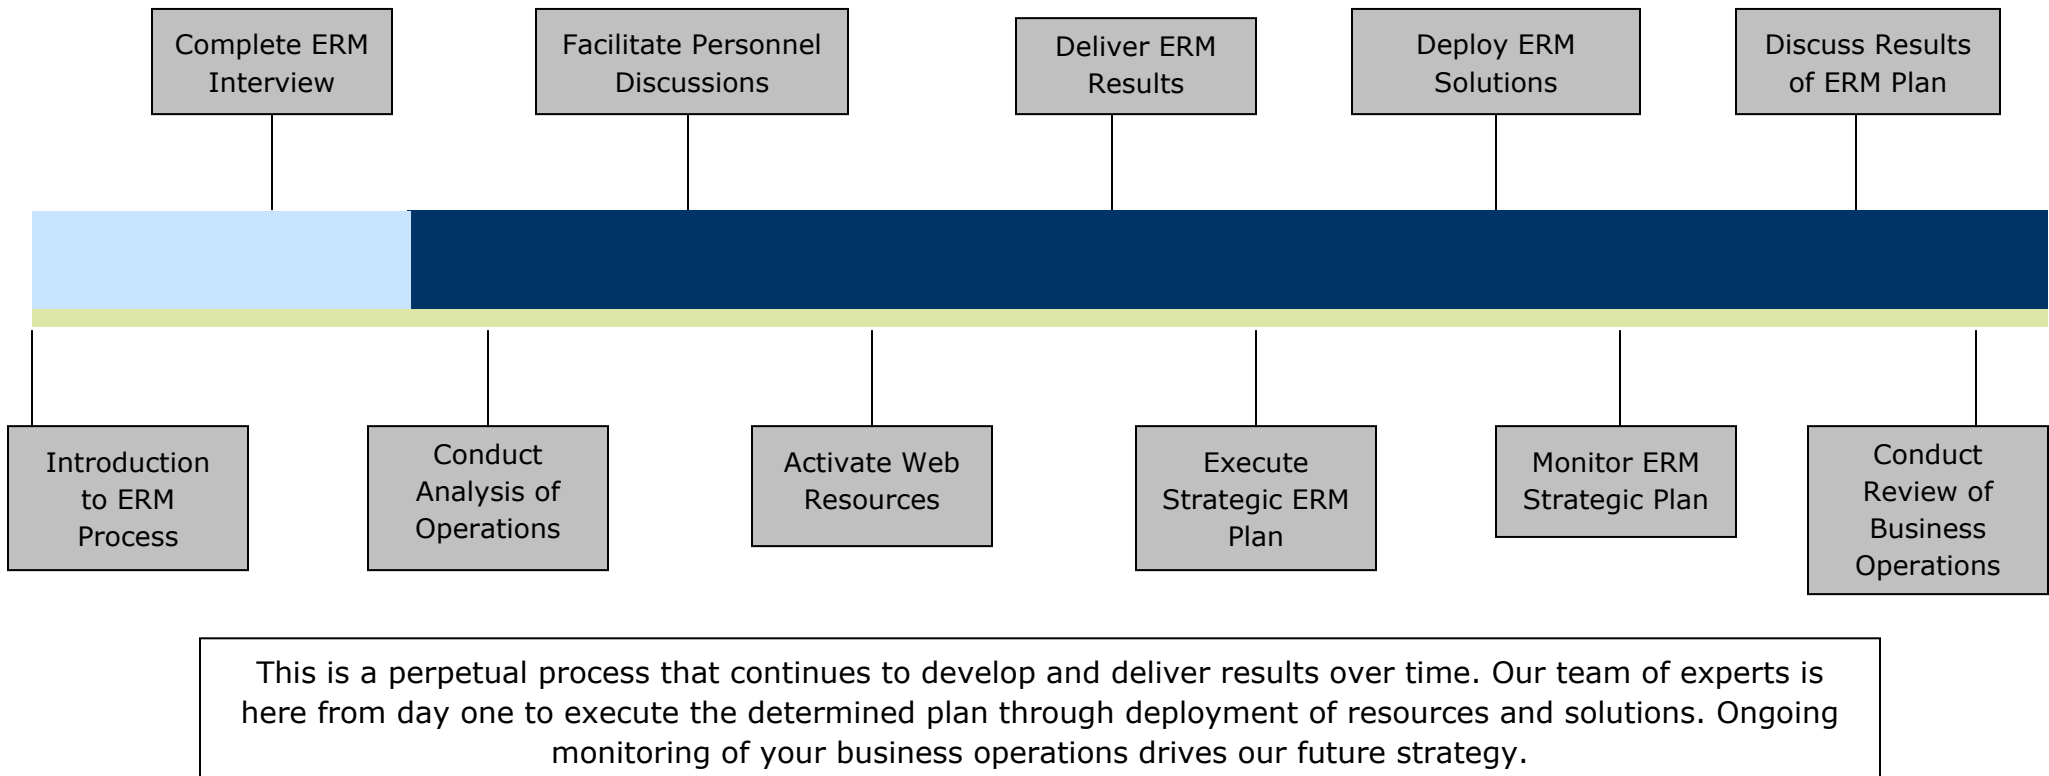 Complete ERM
Interview
Facilitate Personnel
Discussions
Deliver ERM
Results
Deploy ERM
Solutions
Discuss Results
of ERM Plan
Introduction
to ERM
Process
Conduct
Analysis of
Operations
Activate Web
Resources
Execute
Strategic ERM
Plan
Monitor ERM
Strategic Plan
Conduct
Review of
Business
Operations
This is a perpetual process that continues to develop and deliver results over time. Our team of experts is
here from day one to execute the determined plan through deployment of resources and solutions. Ongoing
monitoring of your business operations drives our future strategy.